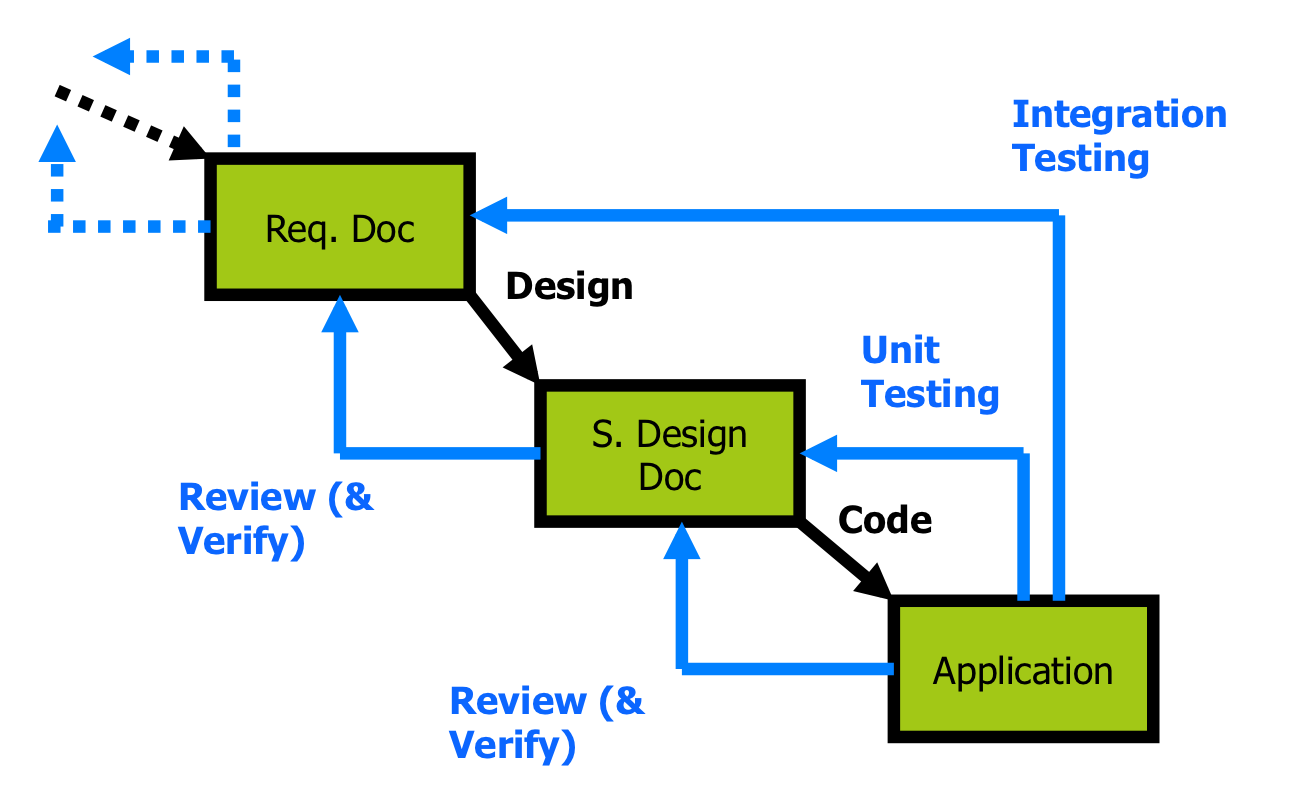 Integration
Testing
Req. Doc
Design
Unit
Testing
S. Design
Doc
Review (&
Verify)
Code
Application
Review (&
Verify)